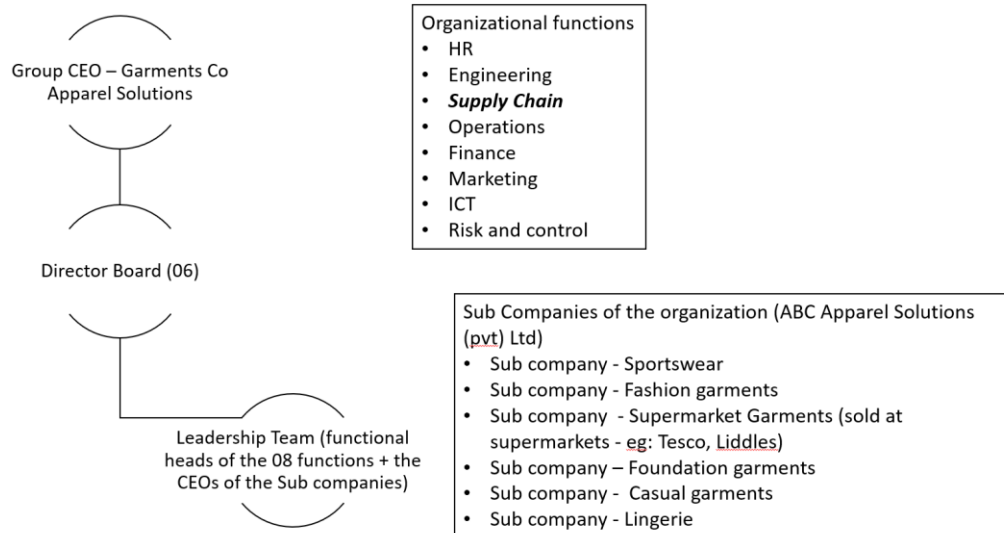 Group CEO – Garments Co
Apparel Solutions
Director Board (06)
Leadership Team (functional
heads of the 08 functions + the
CEOs of the Sub companies)
Organizational functions
• HR
• Engineering
• Supply Chain
• Operations
• Finance
• Marketing
• ICT
• Risk and control
Sub Companies of the organization (ABC Apparel Solutions
(pvt) Ltd)
• Sub company - Sportswear
• Sub company - Fashion garments
• Sub company - Supermarket Garments (sold at
supermarkets - eg: Tesco, Liddles)
• Sub company – Foundation garments
• Sub company - Casual garments
• Sub company - Lingerie